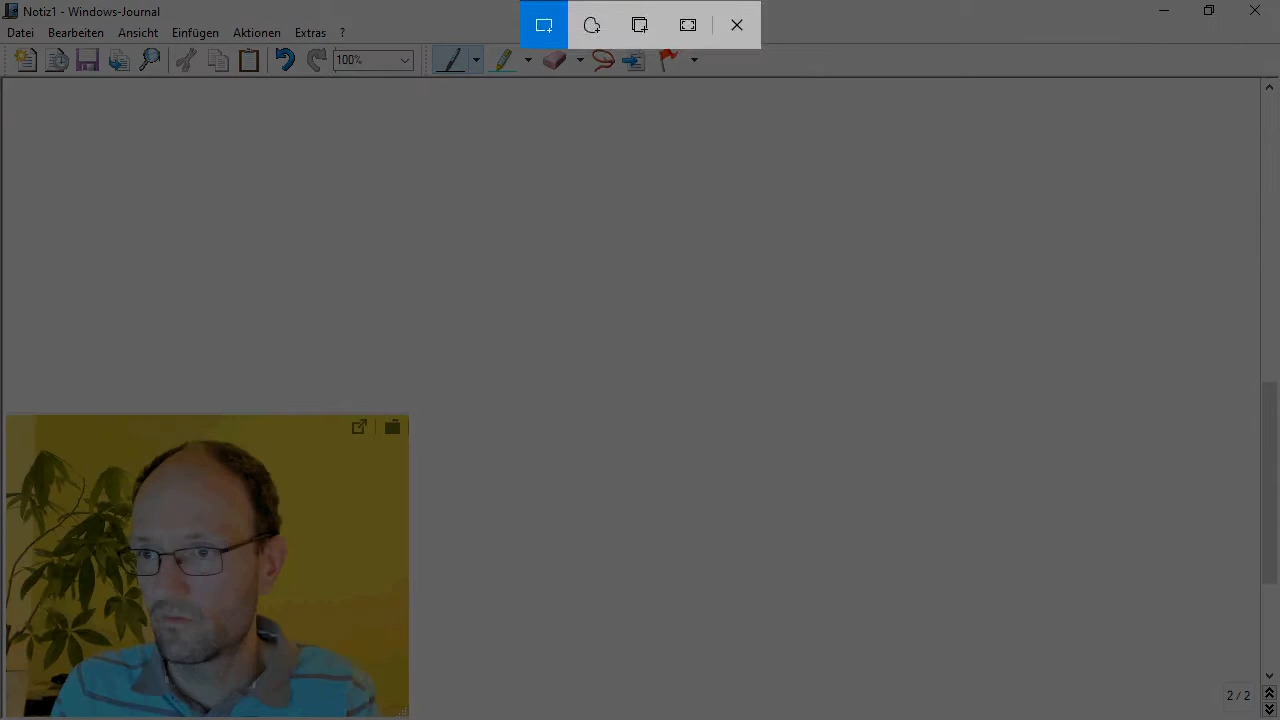 Notiz1 - Windows-Journal
Datei Bearbeiten Ansicht Einfügen Aktionen Extras ?
100%
2 / 2